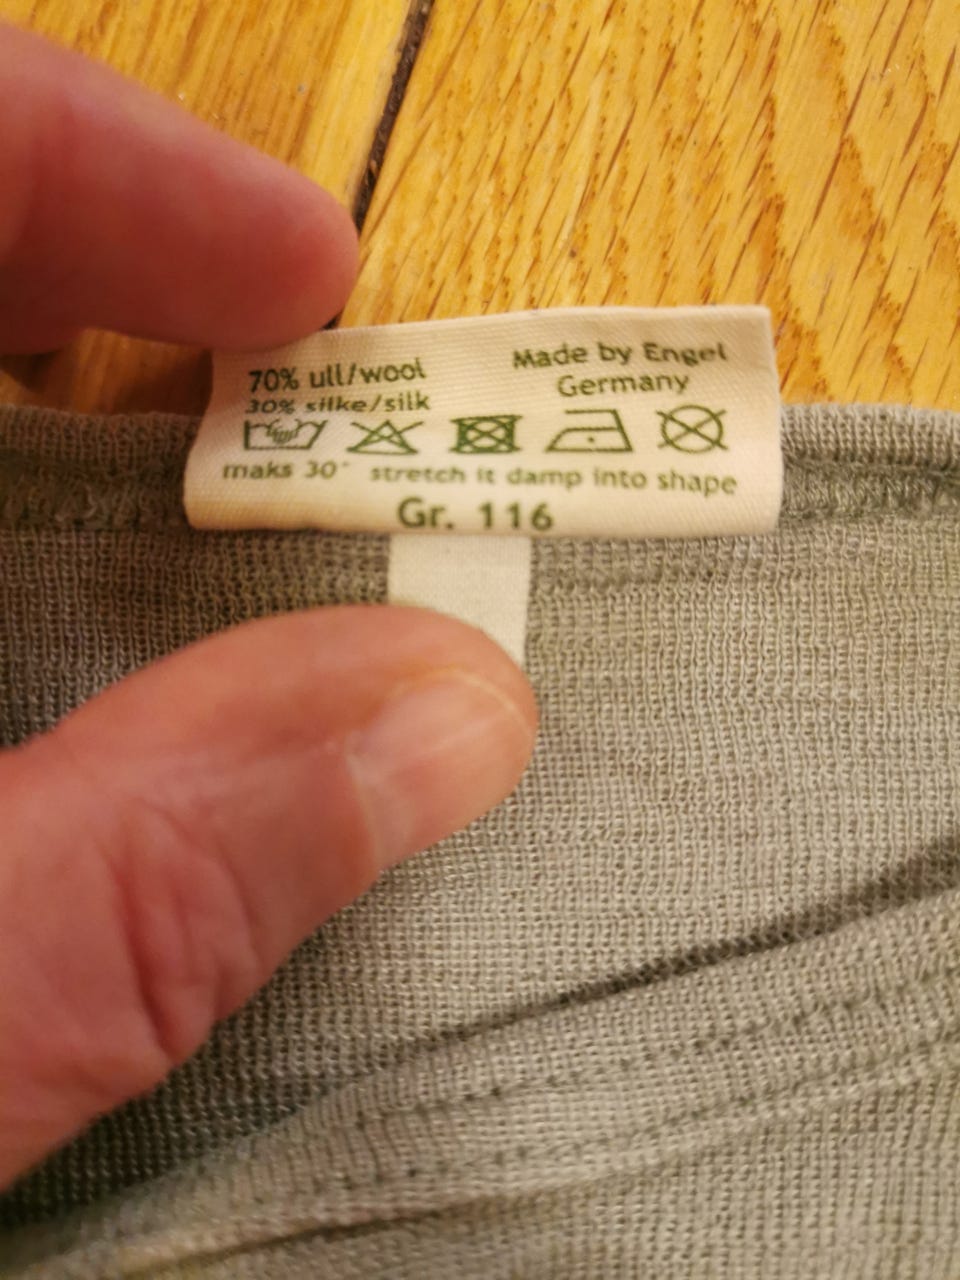 70% ull/wool
30% silke/silk
Made by Engel
Germany
maks 30° stretch it damp into shape
Gr. 116